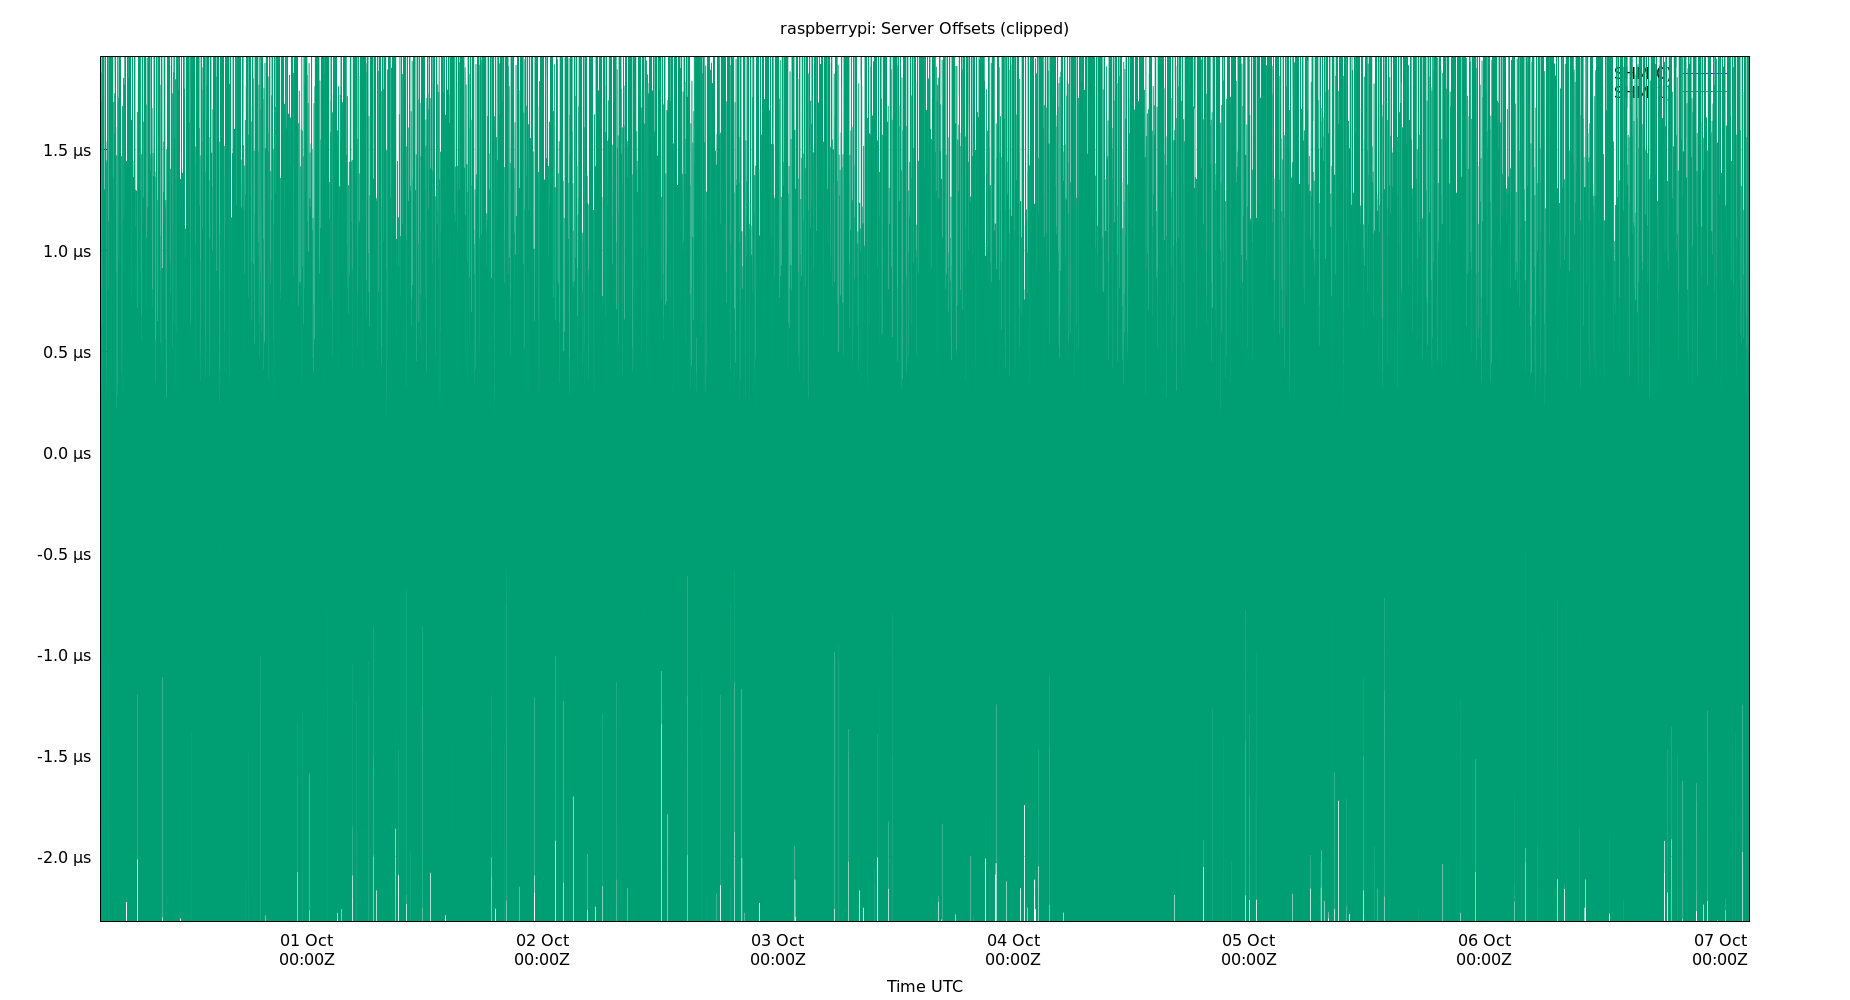 raspberrypi: Server Offsets (clipped)
SHM(0)
1.5 µs
1.0 µs
0.5 µs
0.0 µs
-0.5 µs
-1.0 µs
-1.5 µs
-2.0 µs
01 Oct 02 Oct 03 Oct 04 Oct 05 Oct 06 Oct 07 Oct
00:00Z 00:00Z 00:00Z 00:00Z 00:00Z 00:00Z 00:00Z
Time UTC